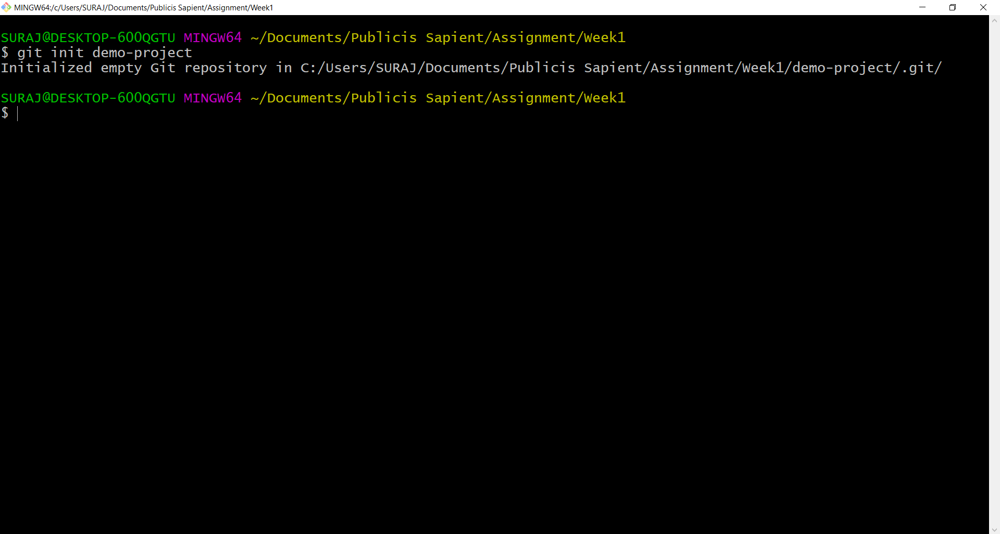 MINGW64:/c/Users/SURAJ/Documents/Publicis Sapient/Assignment/Week1
SURAJ@DESKTOP-600QGTU MINGW64 ~/Documents/Publicis Sapient/Assignment/Week1
$ git init demo-project
Initialized empty Git repository in C:/Users/SURAJ/Documents/Publicis Sapient/Assignment/Week1/demo-project/.git/
SURAJ@DESKTOP-600QGTU MINGW64 ~/Documents/Publicis Sapient/Assignment/Week1
$